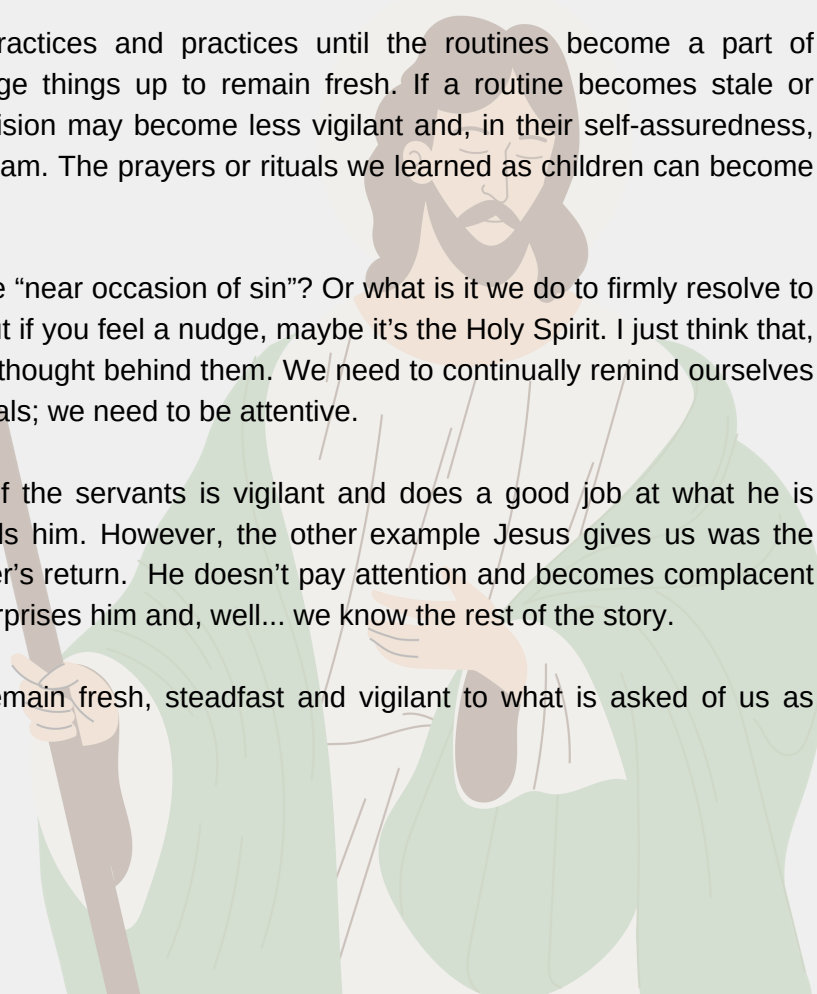 ractices and practices until the routines become a part of
ge things up to remain fresh. If a routine becomes stale or
ision may become less vigilant and, in their self-assuredness,
am. The prayers or rituals we learned as children can become
e “near occasion of sin”? Or what is it we do to firmly resolve to
t if you feel a nudge, maybe it’s the Holy Spirit. I just think that,
thought behind them. We need to continually remind ourselves
als; we need to be attentive.
f the servants is vigilant and does a good job at what he is
ds him. However, the other example Jesus gives us was the
er’s return. He doesn’t pay attention and becomes complacent
rprises him and, well... we know the rest of the story.
emain fresh, steadfast and vigilant to what is asked of us as